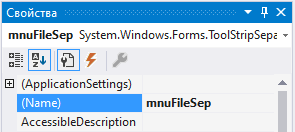 Свойства
mnuFileSep System.Windows.Forms.ToolStripSepa
(ApplicationSettings)
(Name) mnuFileSep
AccessibleDescription